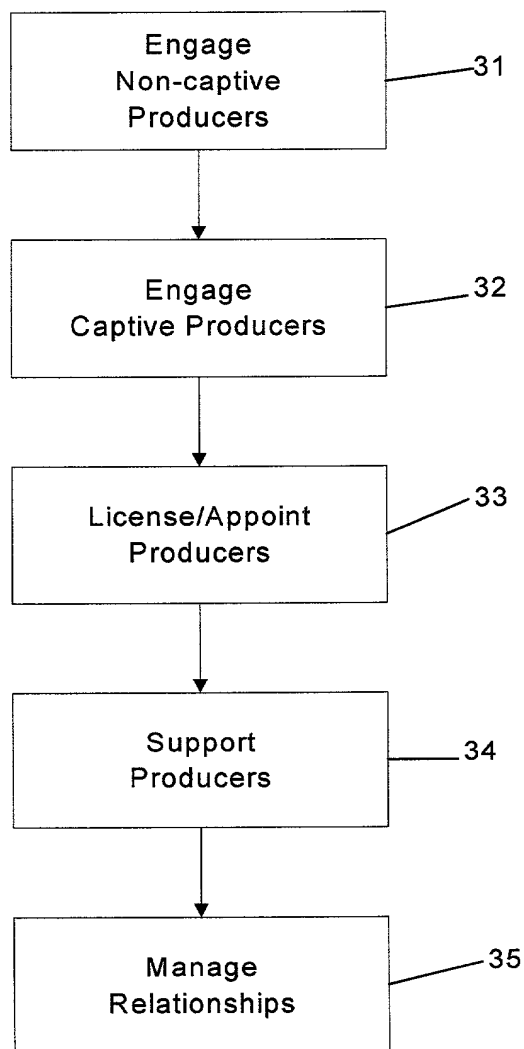 Engage
Non-captive
Producers
31
Engage
Captive Producers
32
License/Appoint
Producers
33
Support
Producers
34
Manage
Relationships
35